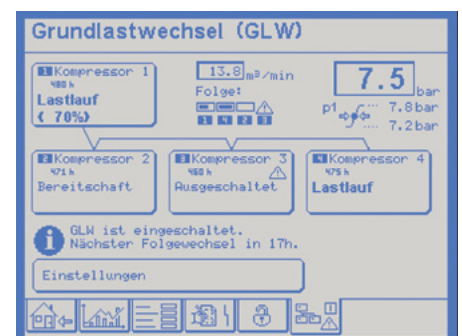 Grundlastwechsel (GLW)
1 Kompressor 1
480 h
Lastlauf
( 70%)
13.8 m³/min
Folge:
1 4 2 3
7.5 bar
p1 7.8 bar
7.2 bar
2 Kompressor 2
471 h
Bereitschaft
3 Kompressor 3
460 h
Ausgeschaltet
4 Kompressor 4
475 h
Lastlauf
i GLW ist eingeschaltet.
Nächster Folgewechsel in 17h.
Einstellungen